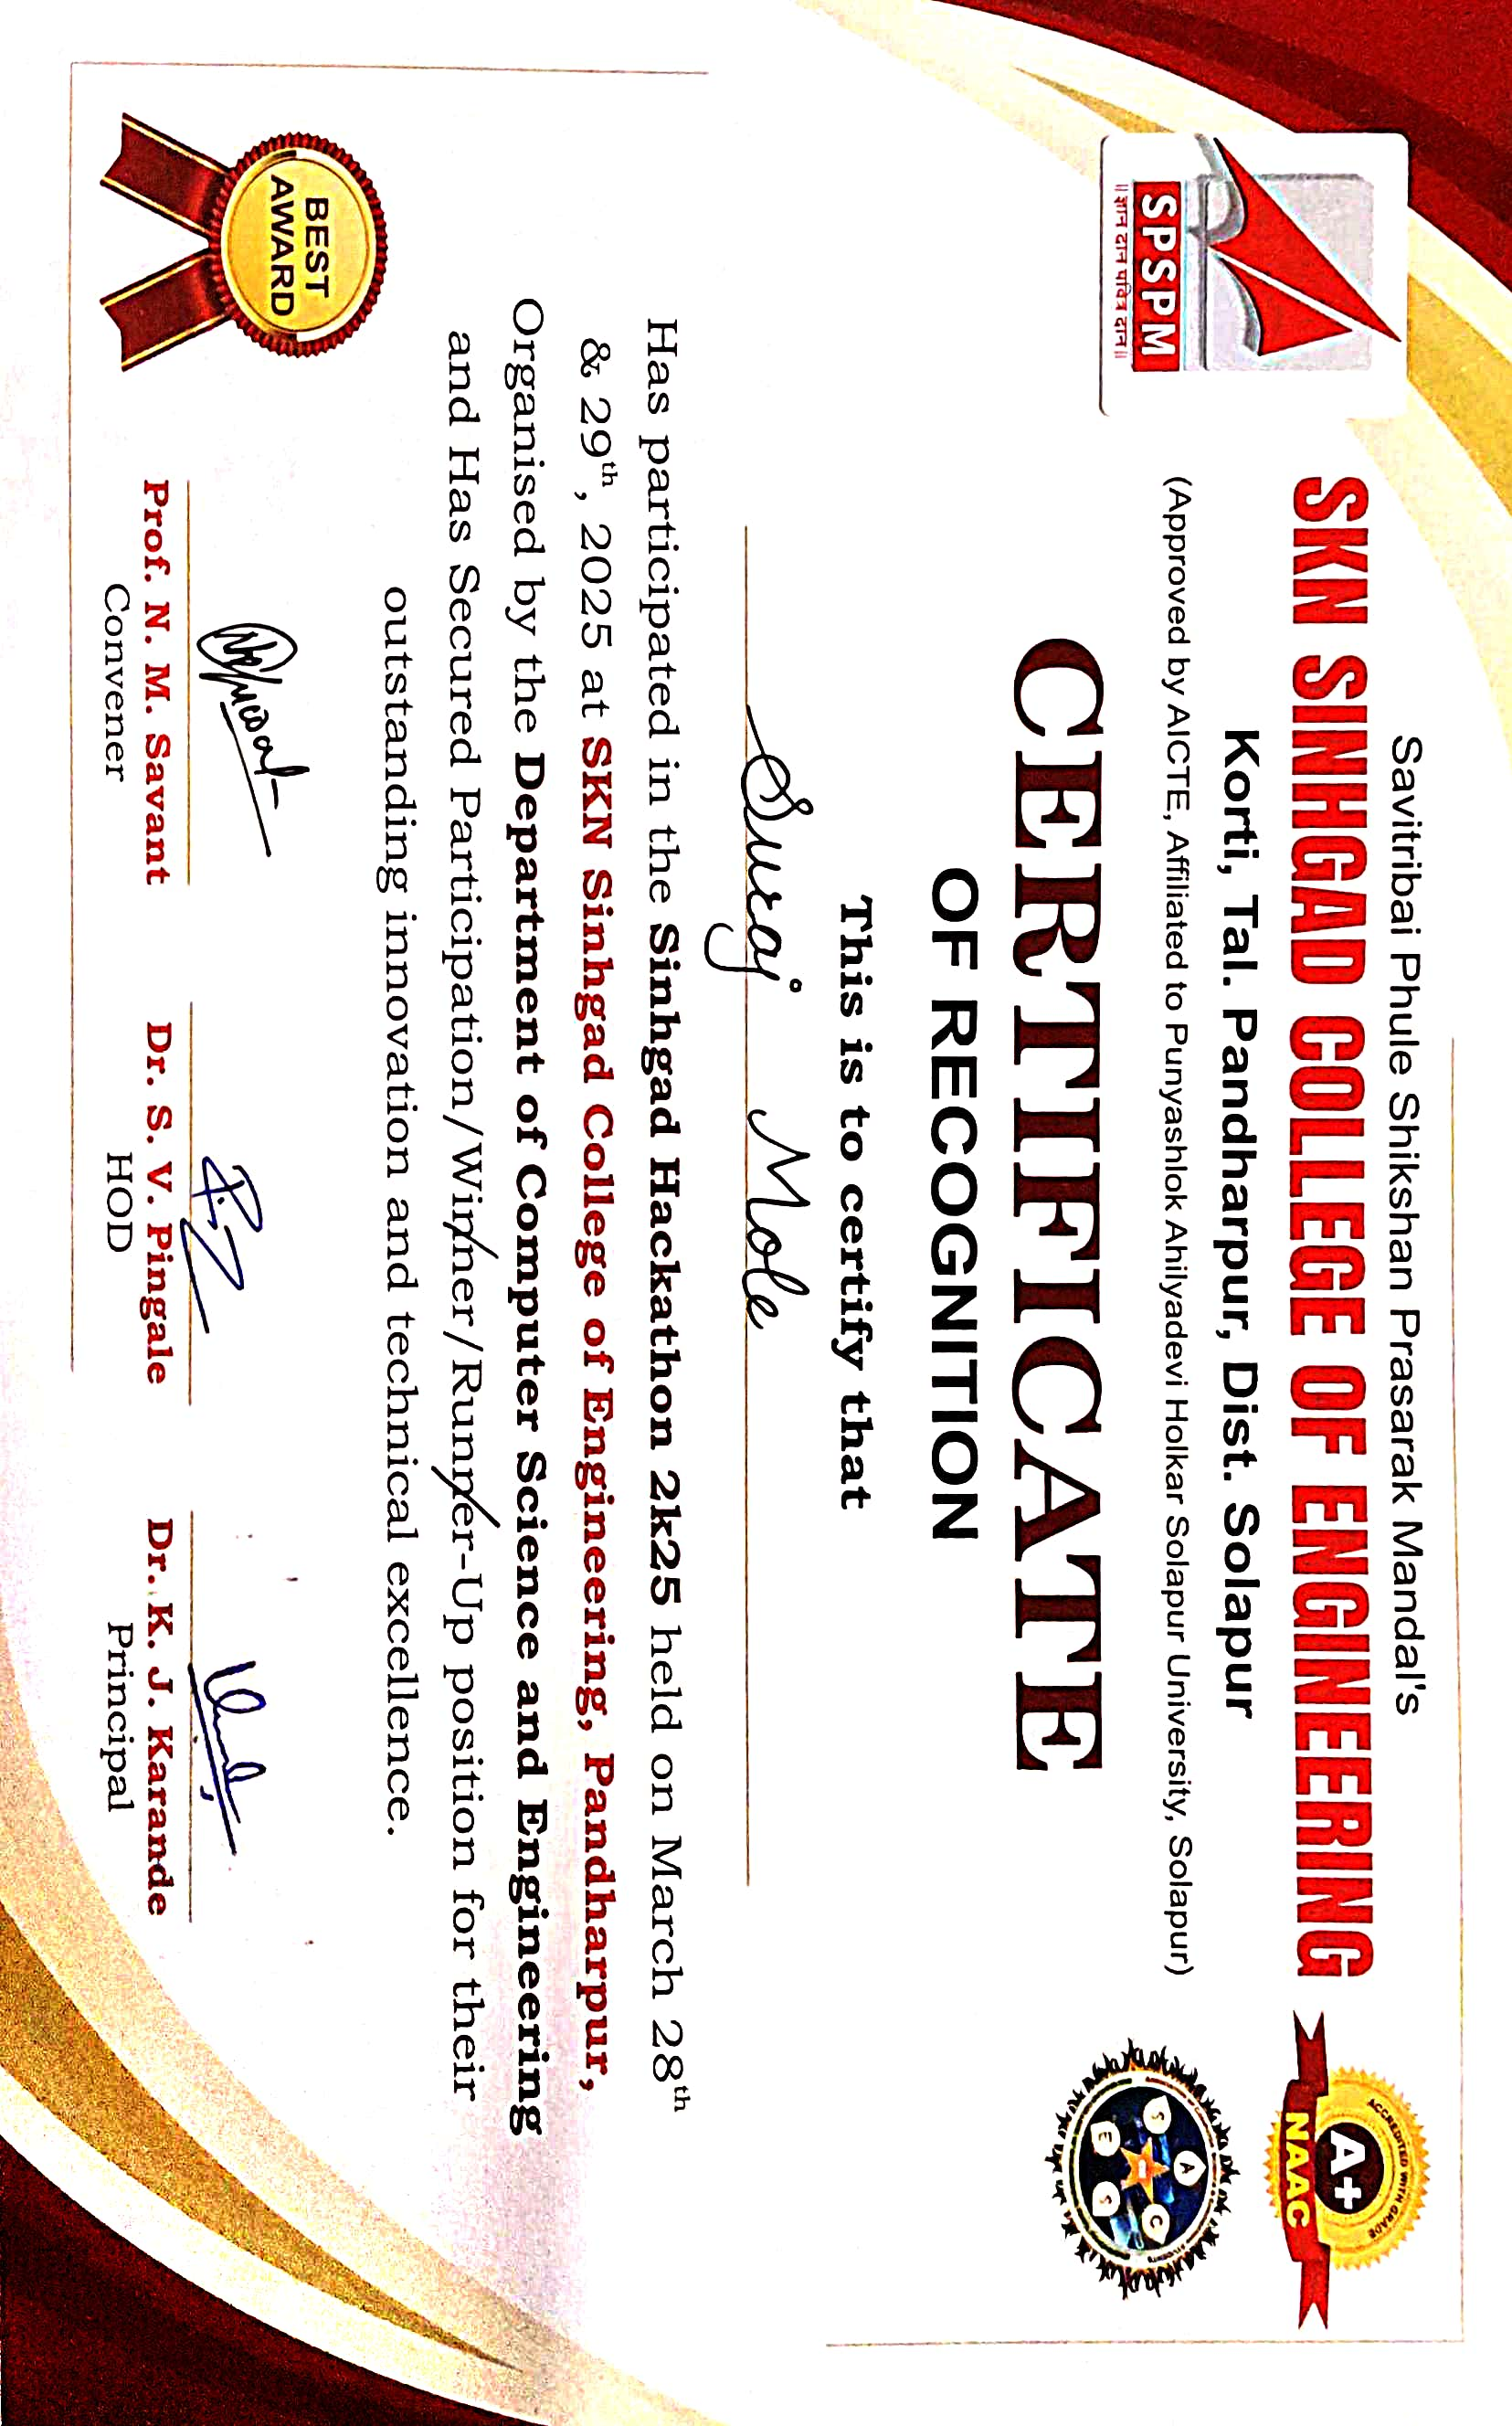 Savitribai Phule Shikshan Prasarak Mandal's
SKN SINHGAD COLLEGE OF ENGINEERING
Korti, Tal. Pandharpur, Dist. Solapur
(Approved by AICTE, Affiliated to Punyashlok Ahilyadevi Holkar Solapur University, Solapur)
SPSPM
॥ ज्ञान दान पवित्र दान॥
ACCREDITED WITH GRADE
A+
NAAC
A
S C
E S
CERTIFICATE
OF RECOGNITION
This is to certify that
Suraj Mole
Has participated in the Sinhgad Hackathon 2k25 held on March 28th
& 29th, 2025 at SKN Sinhgad College of Engineering, Pandharpur,
Organised by the Department of Computer Science and Engineering
and Has Secured Participation/Winner/Runner-Up position for their
outstanding innovation and technical excellence.
BEST
AWARD
Prof. N. M. Savant
Convener
Dr. S. V. Pingale
HOD
Dr. K. J. Karande
Principal